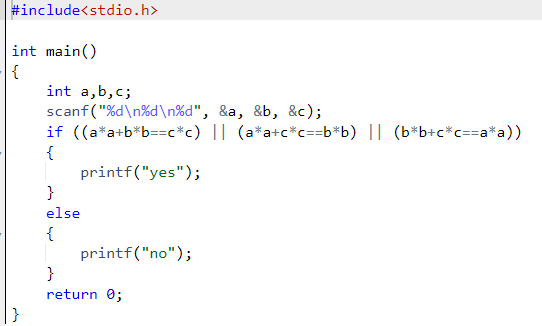 #include<stdio.h>
int main()
{
int a,b,c;
scanf("%d\n%d\n%d", &a, &b, &c);
if ((a*a+b*b==c*c) || (a*a+c*c==b*b) || (b*b+c*c==a*a))
{
printf("yes");
}
else
{
printf("no");
}
return 0;
}